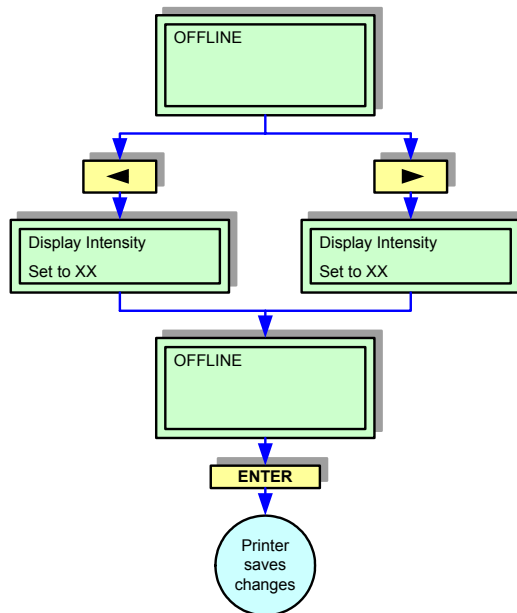 OFFLINE
◄
►
Display Intensity
Set to XX
Display Intensity
Set to XX
OFFLINE
ENTER
Printer
saves
changes